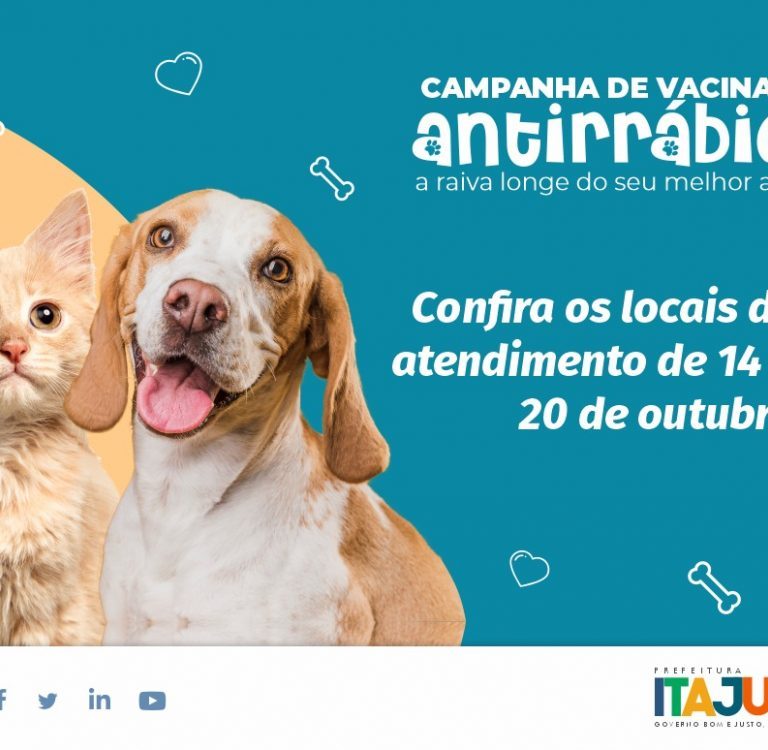 CAMPANHA DE VACINA
antirrábic
a raiva longe do seu melhor a
Confira os locais d
atendimento de 14
20 de outubr
PREFEITURA
ITAJU
GOVERNO BOM E JUSTO,